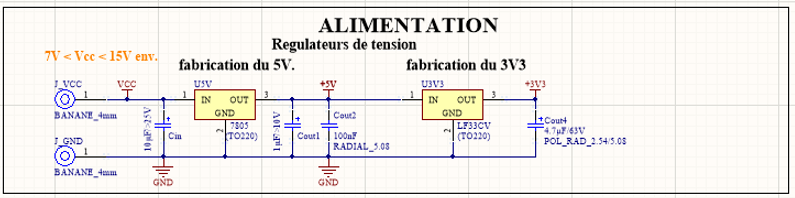 ALIMENTATION
Regulateurs de tension
7V < Vcc < 15V env.
fabrication du 5V.
fabrication du 3V3
J_VCC
1
BANANE_4mm
VCC
U5V
1
IN
OUT
3
GND
2
7805
(TO220)
+5V
U3V3
1
IN
OUT
3
GND
2
LF33CV
(TO220)
+3V3
10µF>25V
+
Cin
1µF>10V
+
Cout1
Cout2
100nF
RADIAL_5.08
+
Cout4
4.7µF/63V
POL_RAD_2.54/5.08
J_GND
1
BANANE_4mm
GND
GND